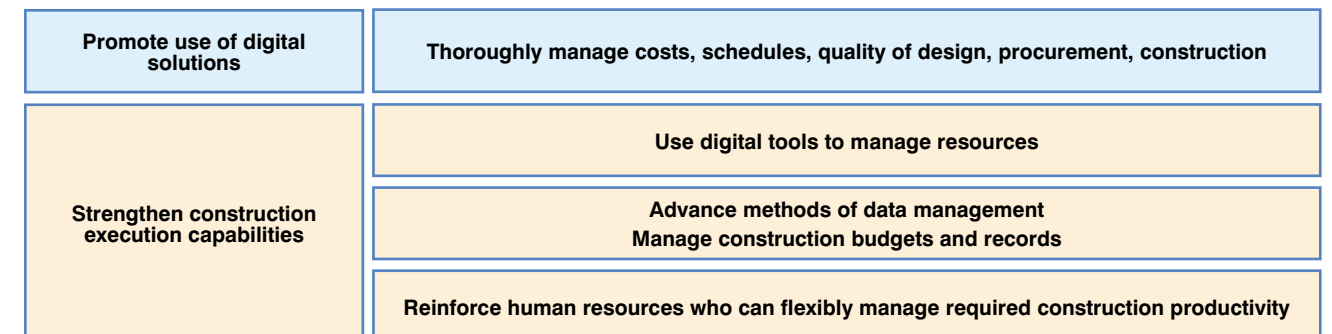 Promote use of digital
solutions
Thoroughly manage costs, schedules, quality of design, procurement, construction
Strengthen construction
execution capabilities
Use digital tools to manage resources
Advance methods of data management
Manage construction budgets and records
Reinforce human resources who can flexibly manage required construction productivity